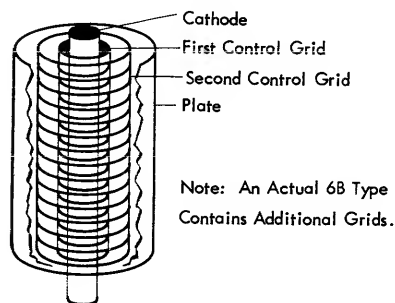 Cathode
First Control Grid
Second Control Grid
Plate
Note: An Actual 6B Type
Contains Additional Grids.